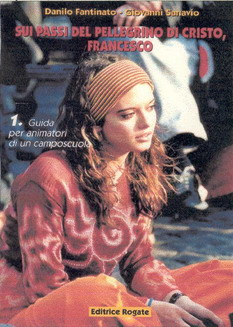 Danilo Fantinato - Giovanni Sanavio
SUI PASSI DEL PELLEGRINO DI CRISTO,
FRANCESCO
1. Guida
per animatori
di un camposcuola
Editrice Rogate